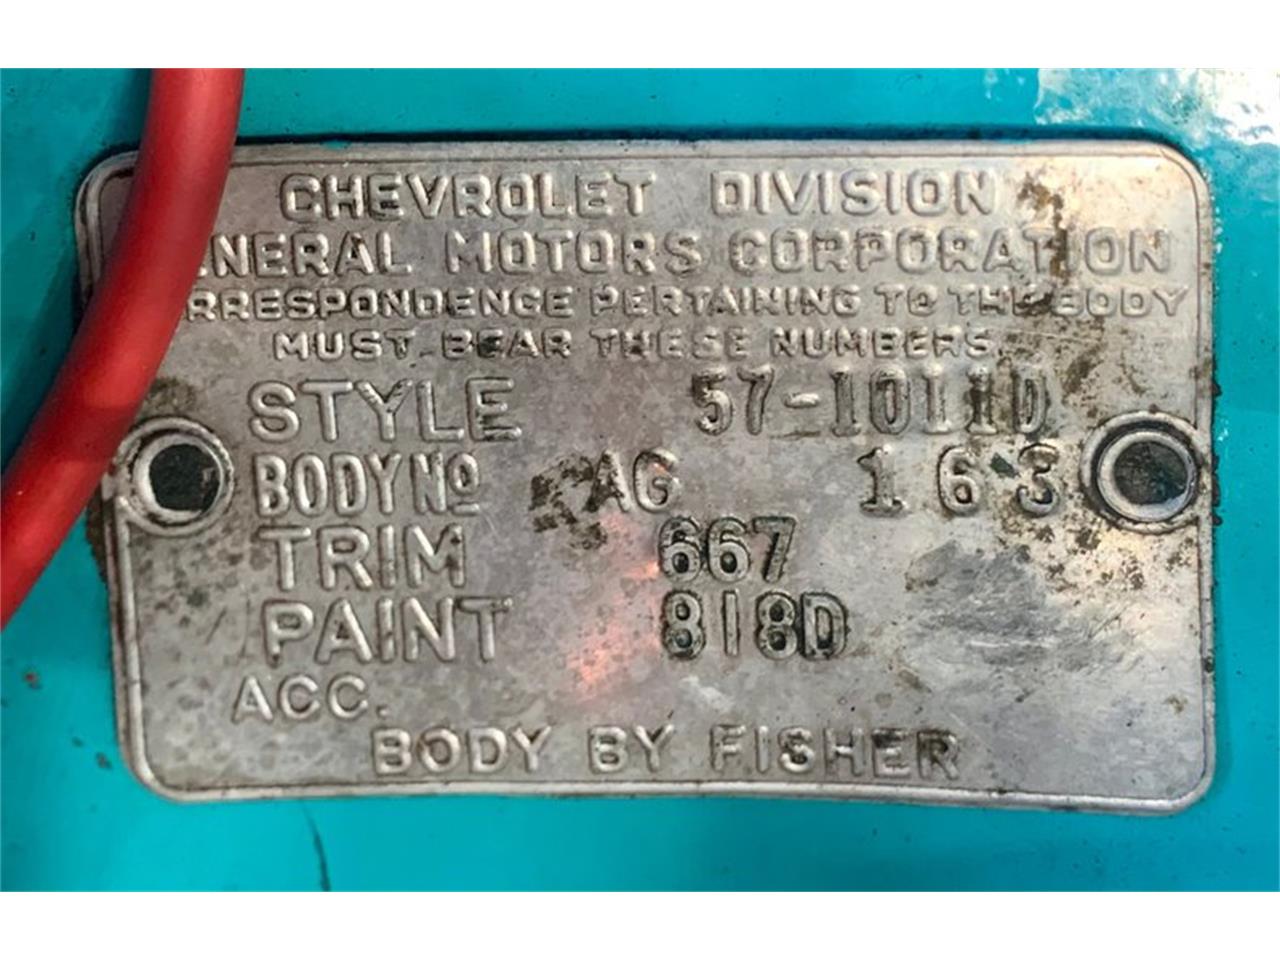 CHEVROLET DIVISION
ENERAL MOTORS CORPORATION
RRESPONDENCE PERTAINING TO THE BODY
MUST BEAR THESE NUMBERS
STYLE 57-1011D
BODY No AG 163
TRIM 667
PAINT 818D
ACC.
BODY BY FISHER